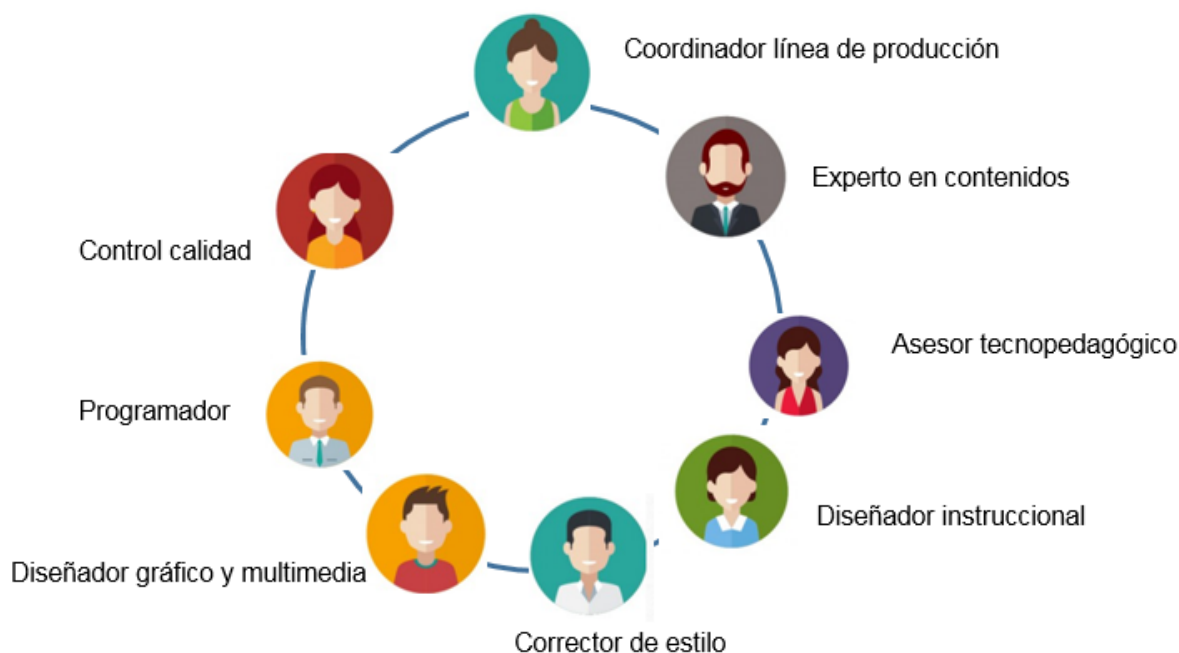 Coordinador línea de producción
Experto en contenidos
Asesor tecnopedagógico
Diseñador instruccional
Corrector de estilo
Diseñador gráfico y multimedia
Programador
Control calidad